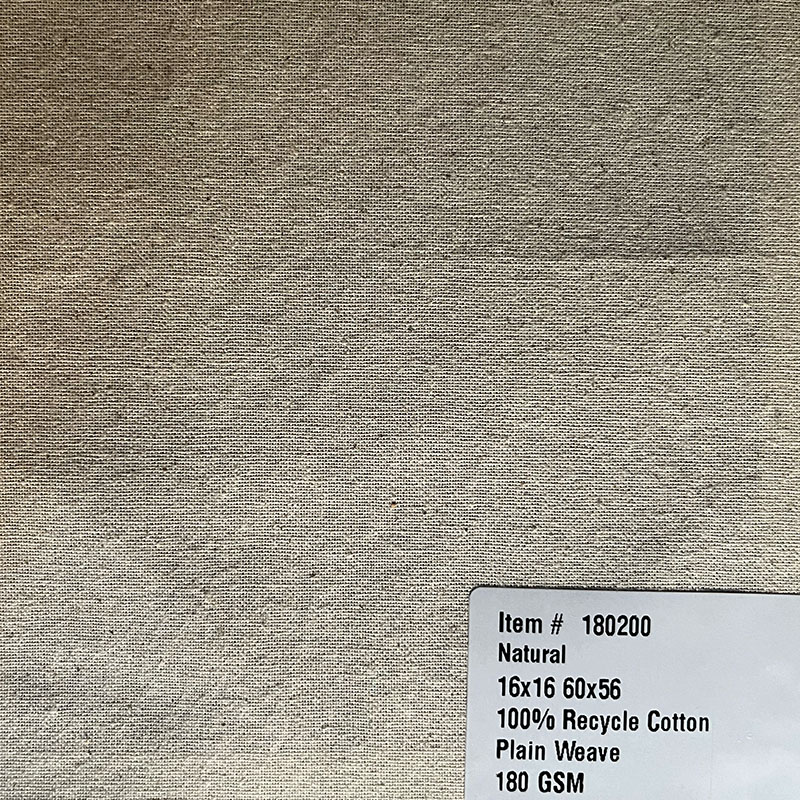 Item # 180200
Natural
16x16 60x56
100% Recycle Cotton
Plain Weave
180 GSM